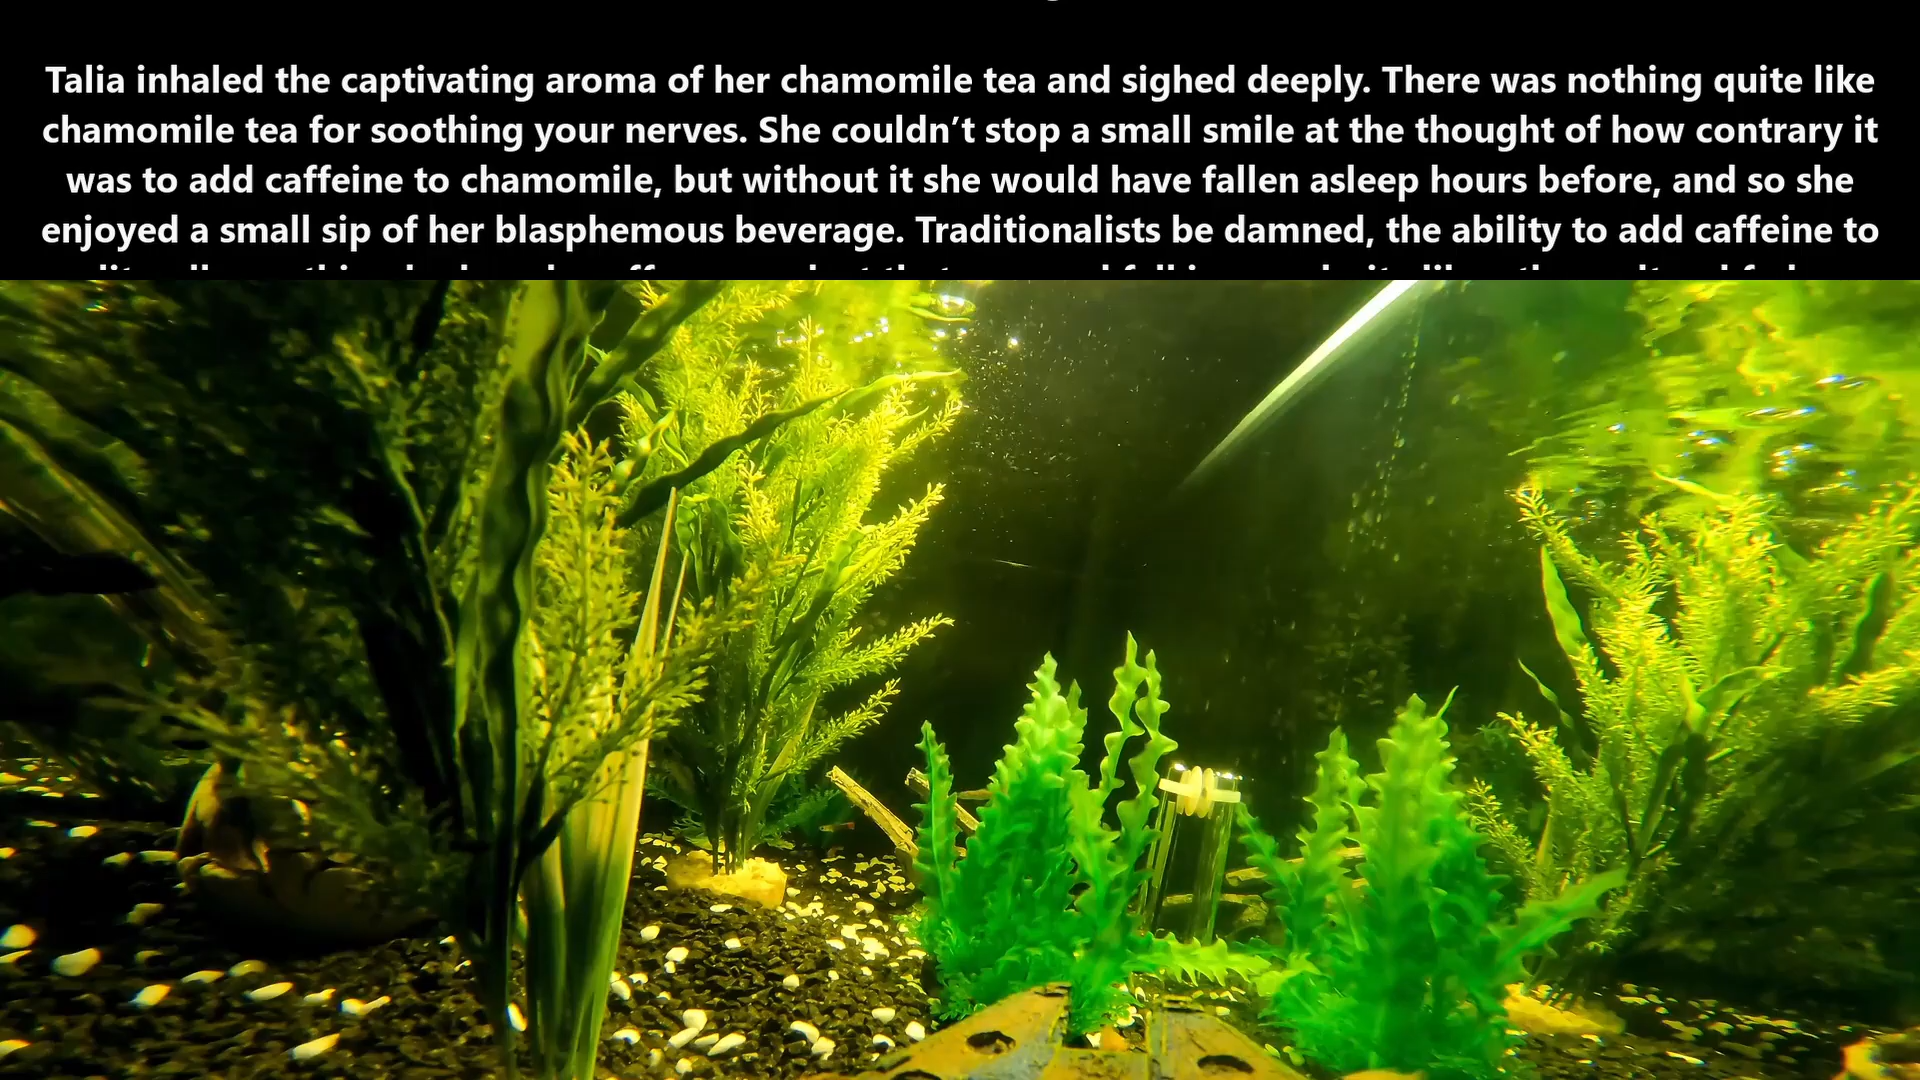 Talia inhaled the captivating aroma of her chamomile tea and sighed deeply. There was nothing quite like
chamomile tea for soothing your nerves. She couldn’t stop a small smile at the thought of how contrary it
was to add caffeine to chamomile, but without it she would have fallen asleep hours before, and so she
enjoyed a small sip of her blasphemous beverage. Traditionalists be damned, the ability to add caffeine to